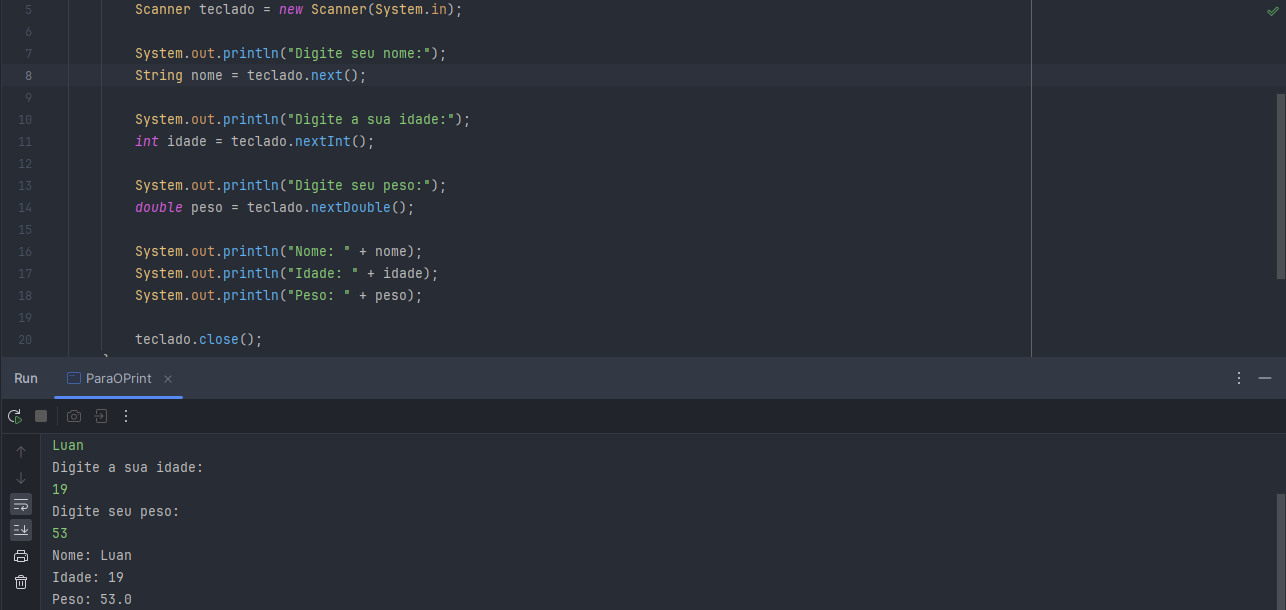 5 Scanner teclado = new Scanner(System.in);
6
7 System.out.println("Digite seu nome:");
8 String nome = teclado.next();
9
10 System.out.println("Digite a sua idade:");
11 int idade = teclado.nextInt();
12
13 System.out.println("Digite seu peso:");
14 double peso = teclado.nextDouble();
15
16 System.out.println("Nome: " + nome);
17 System.out.println("Idade: " + idade);
18 System.out.println("Peso: " + peso);
19
20 teclado.close();
Run ParaOPrint
Luan
Digite a sua idade:
19
Digite seu peso:
53
Nome: Luan
Idade: 19
Peso: 53.0